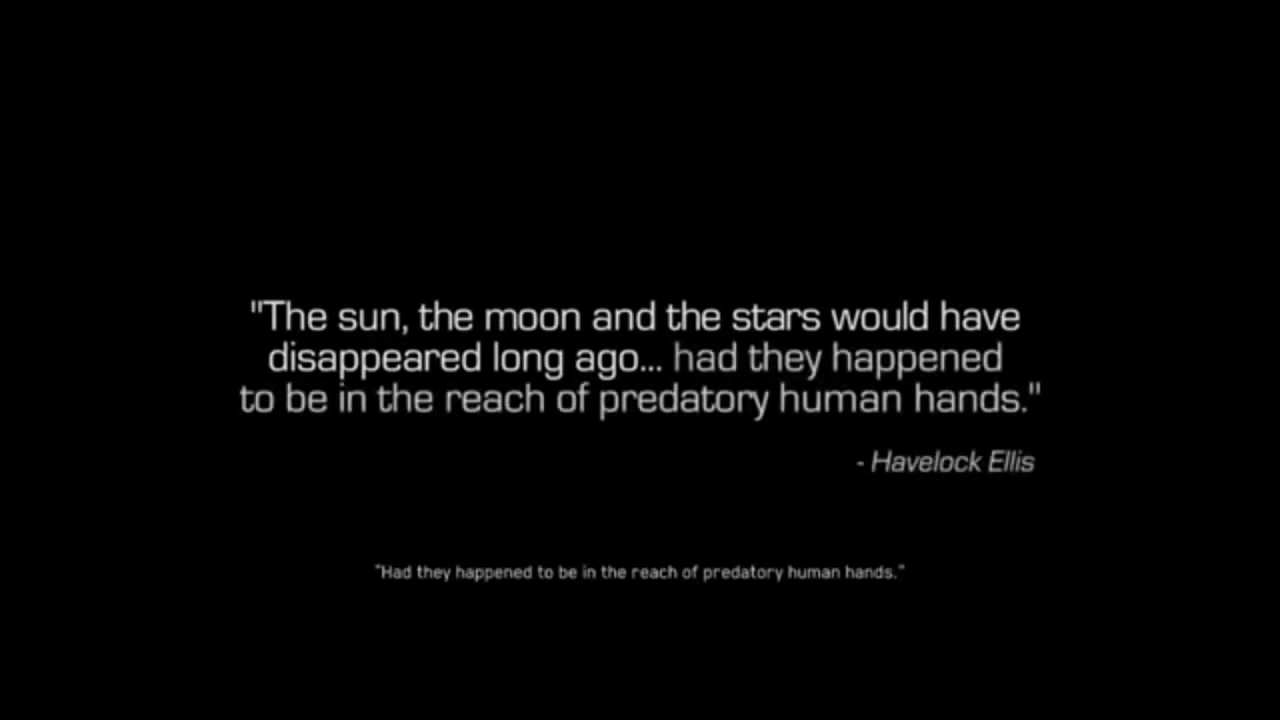 "The sun, the moon and the stars would have
disappeared long ago... had they happened
to be in the reach of predatory human hands."
- Havelock Ellis
"Had they happened to be in the reach of predatory human hands."